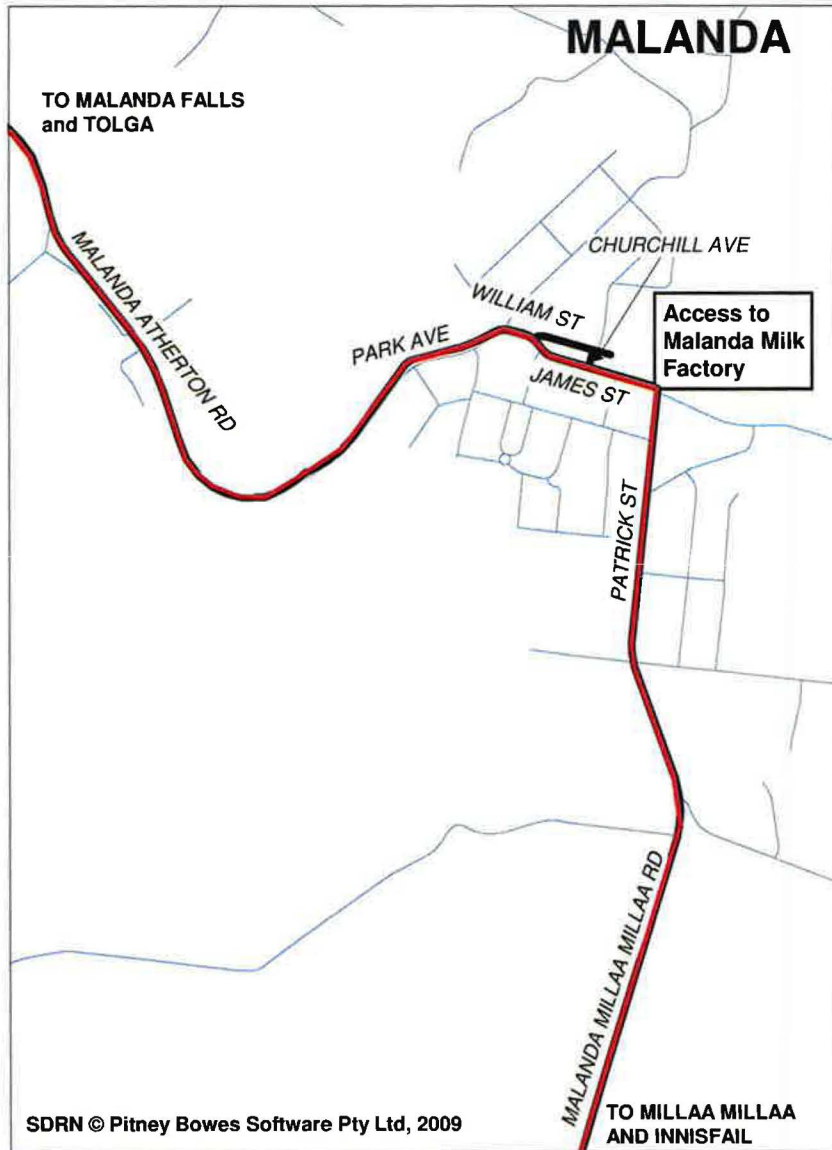 MALANDA
TO MALANDA FALLS
and TOLGA
CHURCHILL AVE
MALANDA ATHERTON RD
WILLIAM ST
Access to
Malanda Milk
Factory
PARK AVE
JAMES ST
PATRICK ST
MALANDA MILLAA MILLAA RD
SDRN © Pitney Bowes Software Pty Ltd, 2009
TO MILLAA MILLAA
AND INNISFAIL